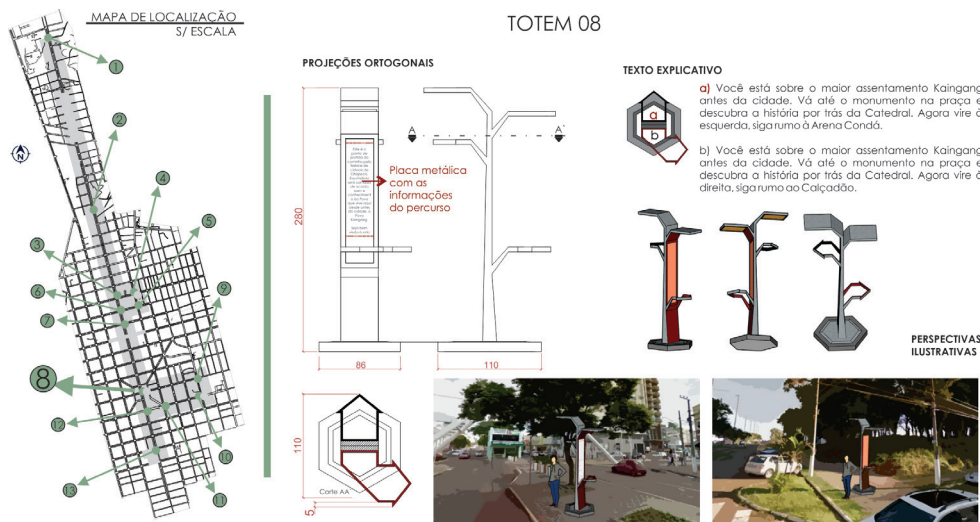 MAPA DE LOCALIZAÇÃO
S/ ESCALA
TOTEM 08
1
2
4
5
3
6
7
9
8
12
10
13
11
N
PROJEÇÕES ORTOGONAIS
A
A'
Placa metálica
com as
informações
do percurso
280
86
110
110
5
Corte AA'
TEXTO EXPLICATIVO
a
b
a) Você está sobre o maior assentamento Kaingang
antes da cidade. Vá até o monumento na praça e
descubra a história por trás da Catedral. Agora vire à
esquerda, siga rumo à Arena Condá.
b) Você está sobre o maior assentamento Kaingang
antes da cidade. Vá até o monumento na praça e
descubra a história por trás da Catedral. Agora vire à
direita, siga rumo ao Calçadão.
PERSPECTIVAS
ILUSTRATIVAS